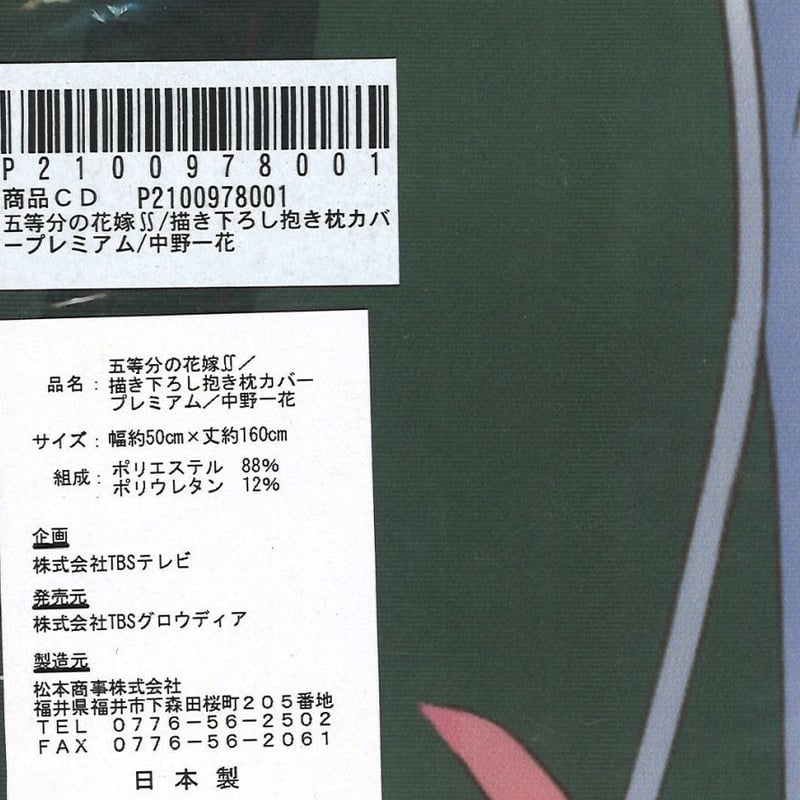 P2100978001
商品CD P2100978001
五等分の花嫁∬/描き下ろし抱き枕カバ
ープレミアム/中野一花
品名：五等分の花嫁∬／
描き下ろし抱き枕カバー
プレミアム／中野一花
サイズ：幅約50cm×丈約160cm
組成：ポリエステル 88%
ポリウレタン 12%
企画
株式会社TBSテレビ
発売元
株式会社TBSグロウディア
製造元
松本商事株式会社
福井県福井市下森田桜町２０５番地
ＴＥＬ ０７７６－５６－２５０２
ＦＡＸ ０７７６－５６－２０６１
日本製